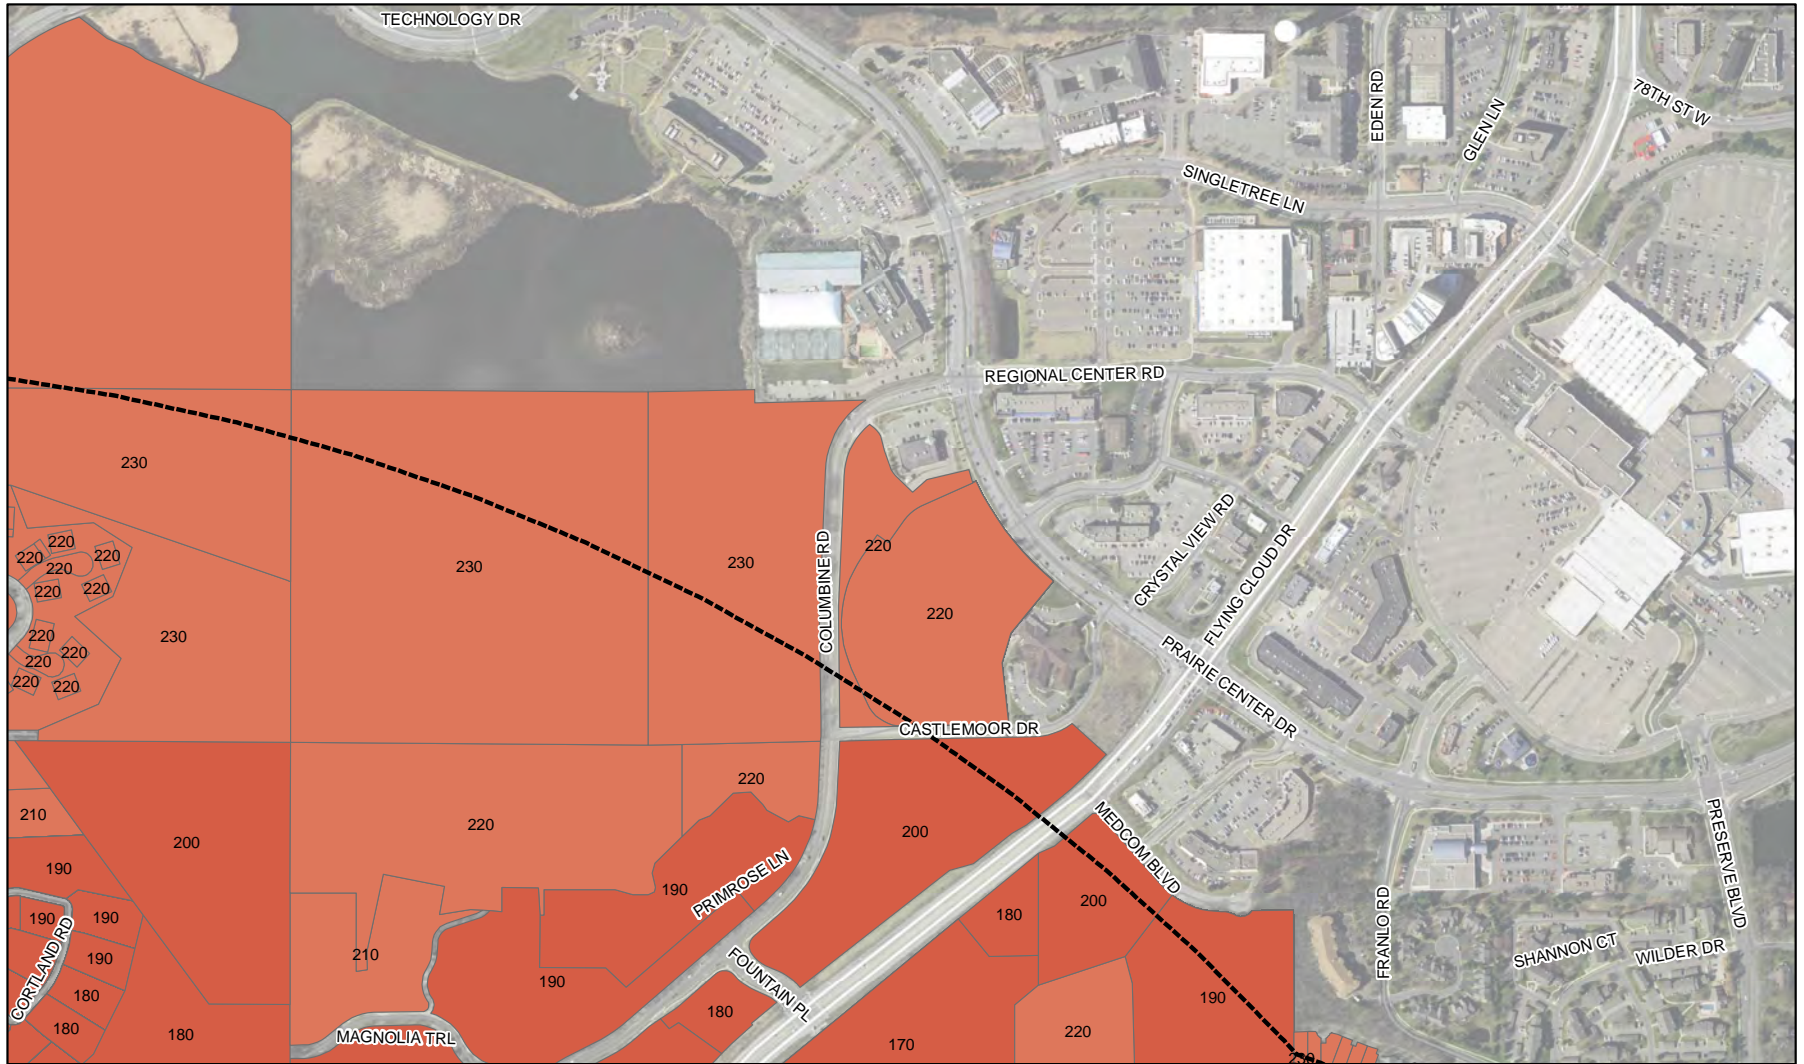 TECHNOLOGY DR
EDEN RD
78TH ST W
GLEN LN
SINGLETREE LN
REGIONAL CENTER RD
230
230
230
220
220
220
220
220
220
220
220
220
220
220
220
COLUMBINE RD
220
220
230
CRYSTAL VIEW RD
FLYING CLOUD DR
PRAIRIE CENTER DR
CASTLEMOOR DR
220
210
200
220
200
MEDCOM BLVD
PRESERVE BLVD
190
190
PRIMROSE LN
200
180
190
190
CORTLAND RD
190
210
FRANLO RD
SHANNON CT
WILDER DR
190
FOUNTAIN PL
180
190
180
180
MAGNOLIA TRL
180
170
220